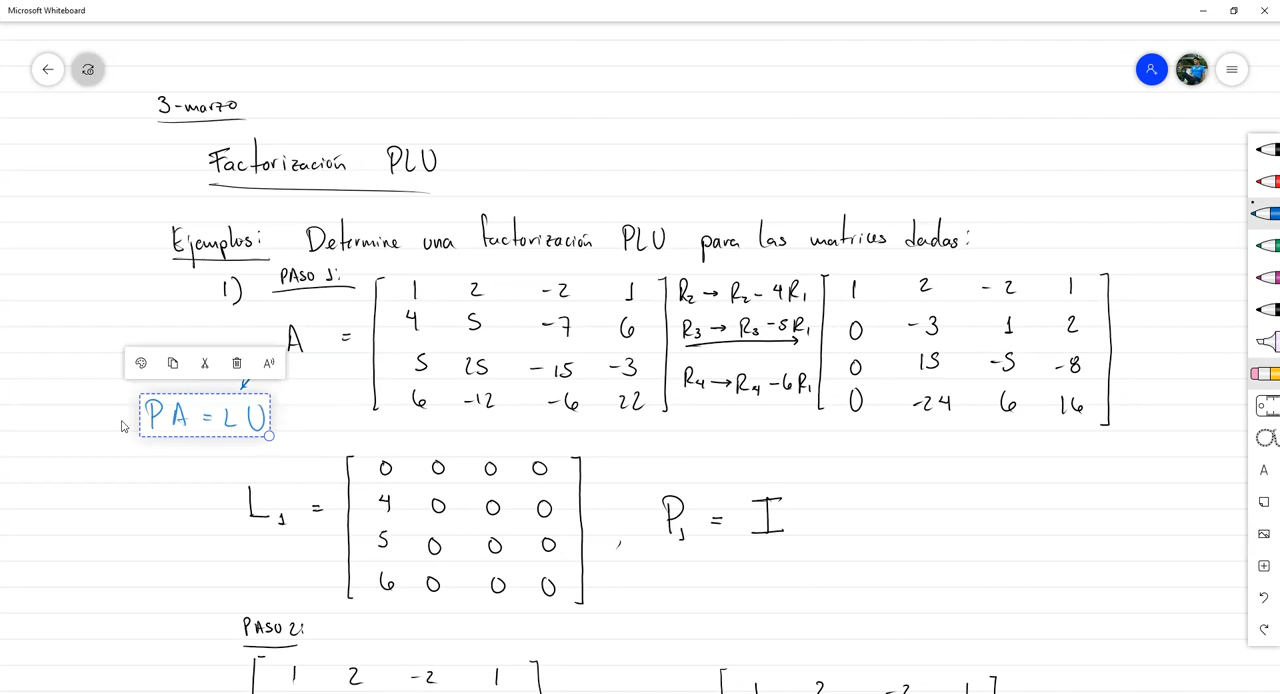 Microsoft Whiteboard
3-marzo
Factorización PLU
Ejemplos: Determine una factorización PLU para las matrices dadas:
1) PASO 1:
A = [ 1 2 -2 1 R2 → R2 - 4R1 [ 1 2 -2 1
4 5 -7 6 R3 → R3 - 5R1 0 -3 1 2
5 25 -15 -3 0 15 -5 -8
6 -12 -6 22 ] R4 → R4 - 6R1 0 -24 6 16 ]
PA = LU
L1 = [ 0 0 0 0
4 0 0 0
5 0 0 0
6 0 0 0 ] , P1 = I
PASO 2:
[ 1 2 -2 1 ] [ 1 2 -2 1 ]